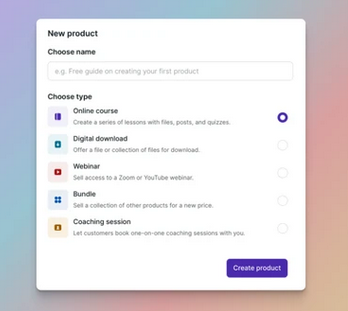 New product
Choose name
e.g. Free guide on creating your first product
Choose type
Online course
Create a series of lessons with files, posts, and quizzes.
Digital download
Offer a file or collection of files for download.
Webinar
Sell access to a Zoom or YouTube webinar.
Bundle
Sell a collection of other products for a new price.
Coaching session
Let customers book one-on-one coaching sessions with you.
Create product